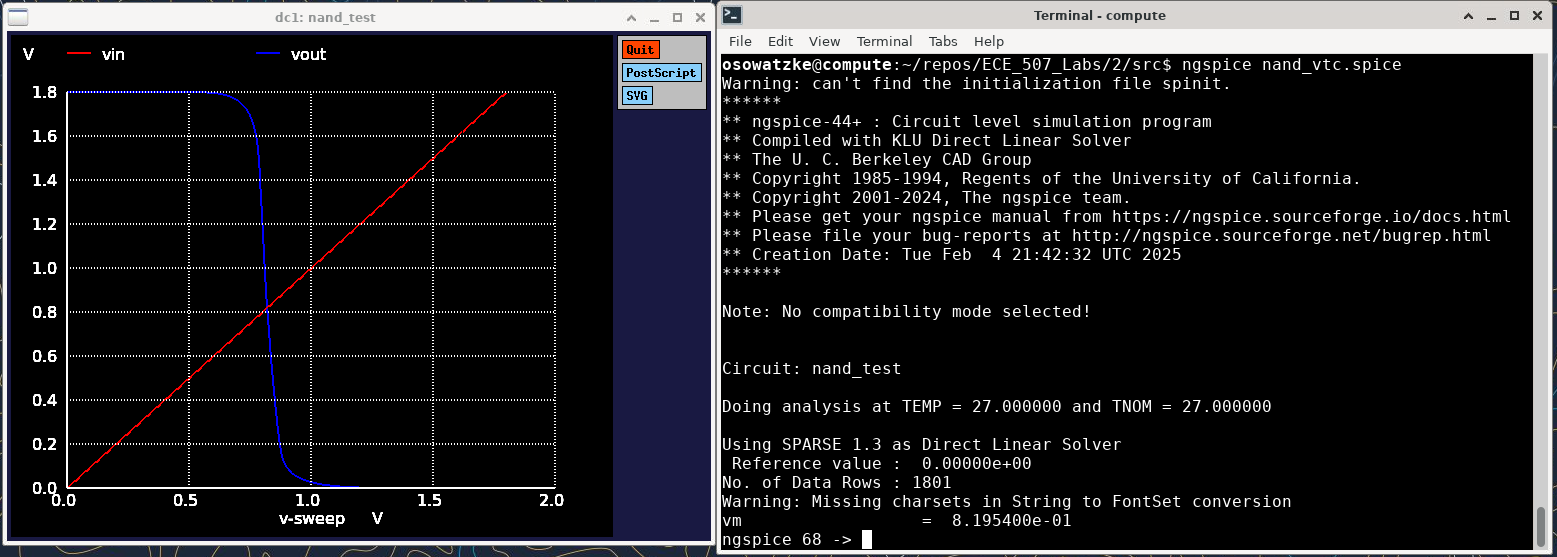 dc1: nand_test
V vin vout
Quit
PostScript
SVG
1.8
1.6
1.4
1.2
1.0
0.8
0.6
0.4
0.2
0.0
0.0 0.5 1.0 1.5 2.0
v-sweep V
Terminal - compute
File Edit View Terminal Tabs Help
osowatzke@compute:~/repos/ECE_507_Labs/2/src$ ngspice nand_vtc.spice
Warning: can't find the initialization file spinit.
******
** ngspice-44+ : Circuit level simulation program
** Compiled with KLU Direct Linear Solver
** The U. C. Berkeley CAD Group
** Copyright 1985-1994, Regents of the University of California.
** Copyright 2001-2024, The ngspice team.
** Please get your ngspice manual from https://ngspice.sourceforge.io/docs.html
** Please file your bug-reports at http://ngspice.sourceforge.net/bugrep.html
** Creation Date: Tue Feb  4 21:42:32 UTC 2025
******
Note: No compatibility mode selected!
Circuit: nand_test
Doing analysis at TEMP = 27.000000 and TNOM = 27.000000
Using SPARSE 1.3 as Direct Linear Solver
Reference value :  0.00000e+00
No. of Data Rows : 1801
Warning: Missing charsets in String to FontSet conversion
vm                  =  8.195400e-01
ngspice 68 ->